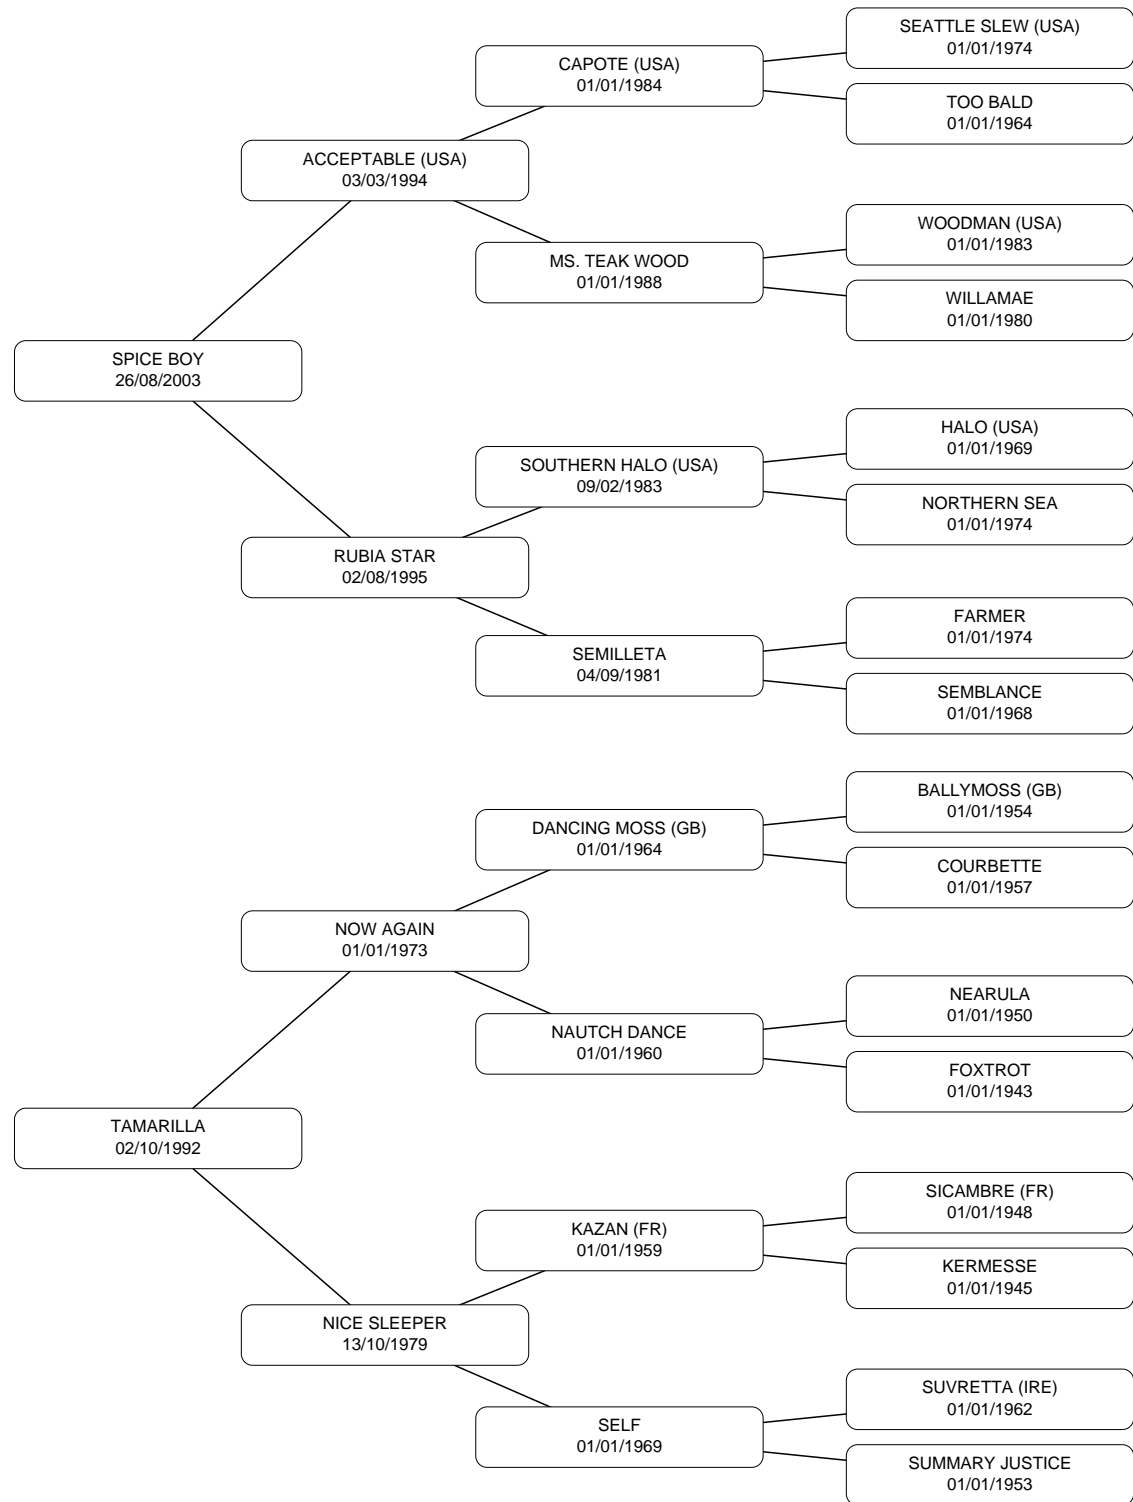 SEATTLE SLEW (USA)
01/01/1974
CAPOTE (USA)
01/01/1984
TOO BALD
01/01/1964
ACCEPTABLE (USA)
03/03/1994
WOODMAN (USA)
01/01/1983
MS. TEAK WOOD
01/01/1988
WILLAMAE
01/01/1980
SPICE BOY
26/08/2003
HALO (USA)
01/01/1969
SOUTHERN HALO (USA)
09/02/1983
NORTHERN SEA
01/01/1974
RUBIA STAR
02/08/1995
FARMER
01/01/1974
SEMILLETA
04/09/1981
SEMBLANCE
01/01/1968
BALLYMOSS (GB)
01/01/1954
DANCING MOSS (GB)
01/01/1964
COURBETTE
01/01/1957
NOW AGAIN
01/01/1973
NEARULA
01/01/1950
NAUTCH DANCE
01/01/1960
FOXTROT
01/01/1943
TAMARILLA
02/10/1992
SICAMBRE (FR)
01/01/1948
KAZAN (FR)
01/01/1959
KERMESSE
01/01/1945
NICE SLEEPER
13/10/1979
SUVRETTA (IRE)
01/01/1962
SELF
01/01/1969
SUMMARY JUSTICE
01/01/1953